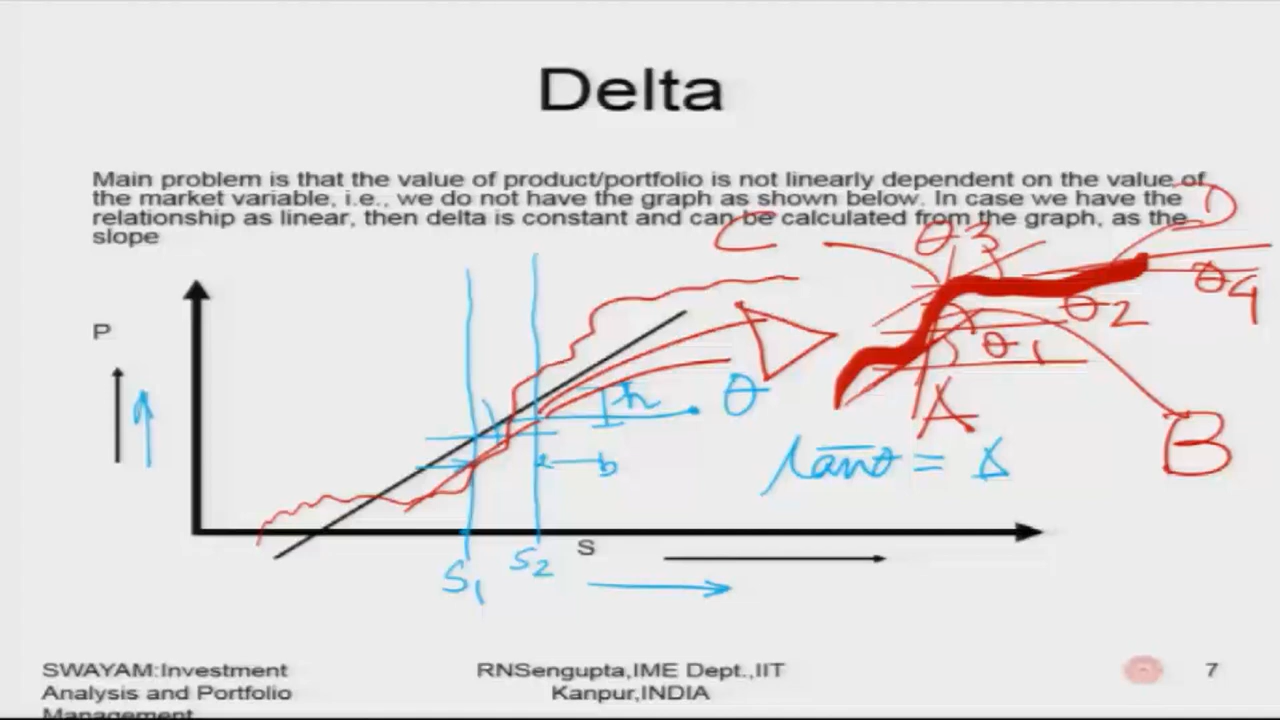 Delta
Main problem is that the value of product/portfolio is not linearly dependent on the value of
the market variable, i.e., we do not have the graph as shown below. In case we have the
relationship as linear, then delta is constant and can be calculated from the graph, as the
slope
C
D
θ3
θ4
θ2
θ1
P
h
θ
A
B
b
tanθ = Δ
S
S1
S2
SWAYAM:Investment
Analysis and Portfolio
Management
RNSengupta,IME Dept.,IIT
Kanpur,INDIA
7